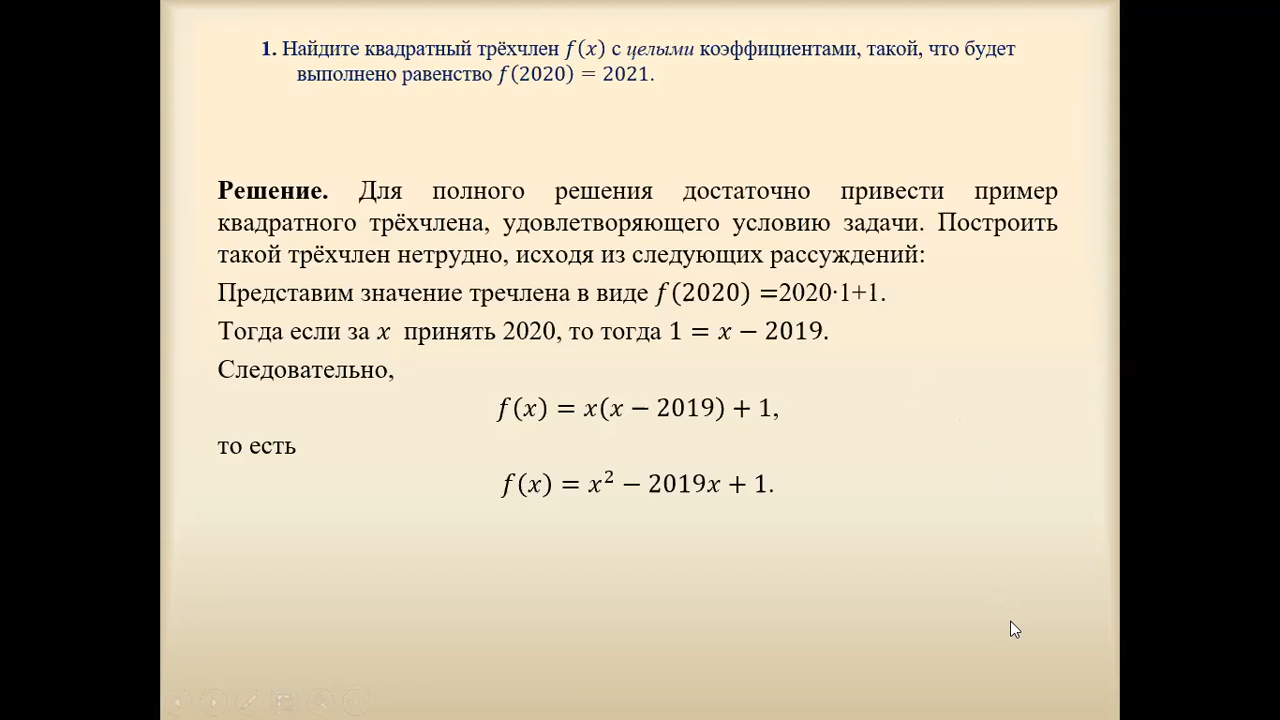 1. Найдите квадратный трёхчлен f(x) с целыми коэффициентами, такой, что будет
выполнено равенство f(2020) = 2021.
Решение. Для полного решения достаточно привести пример
квадратного трёхчлена, удовлетворяющего условию задачи. Построить
такой трёхчлен нетрудно, исходя из следующих рассуждений:
Представим значение тречлена в виде f(2020) =2020·1+1.
Тогда если за x принять 2020, то тогда 1 = x − 2019.
Следовательно,
f(x) = x(x − 2019) + 1,
то есть
f(x) = x² − 2019x + 1.